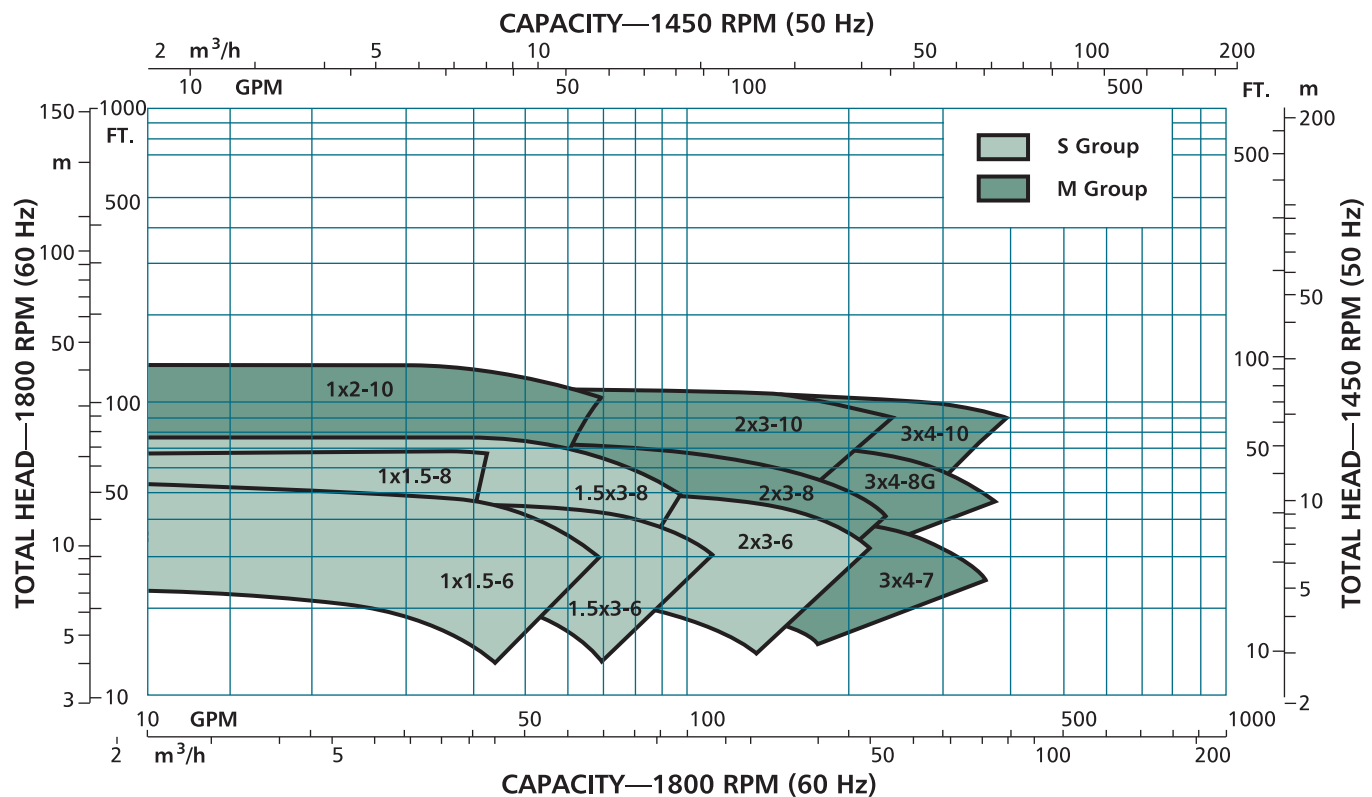 CAPACITY—1450 RPM (50 Hz)
2 m³/h 5 10 50 100 200
10 GPM 50 100 500
TOTAL HEAD—1800 RPM (60 Hz)
150
m
100
50
10
5
3
1000
FT.
500
100
50
10
S Group
M Group
1x2-10
2x3-10
3x4-10
1x1.5-8
1.5x3-8
2x3-8
3x4-8G
2x3-6
1x1.5-6
1.5x3-6
3x4-7
FT.
500
100
50
10
m
200
50
10
5
2
TOTAL HEAD—1450 RPM (50 Hz)
10 GPM 50 100 500 1000
2 m³/h 5 50 100 200
CAPACITY—1800 RPM (60 Hz)